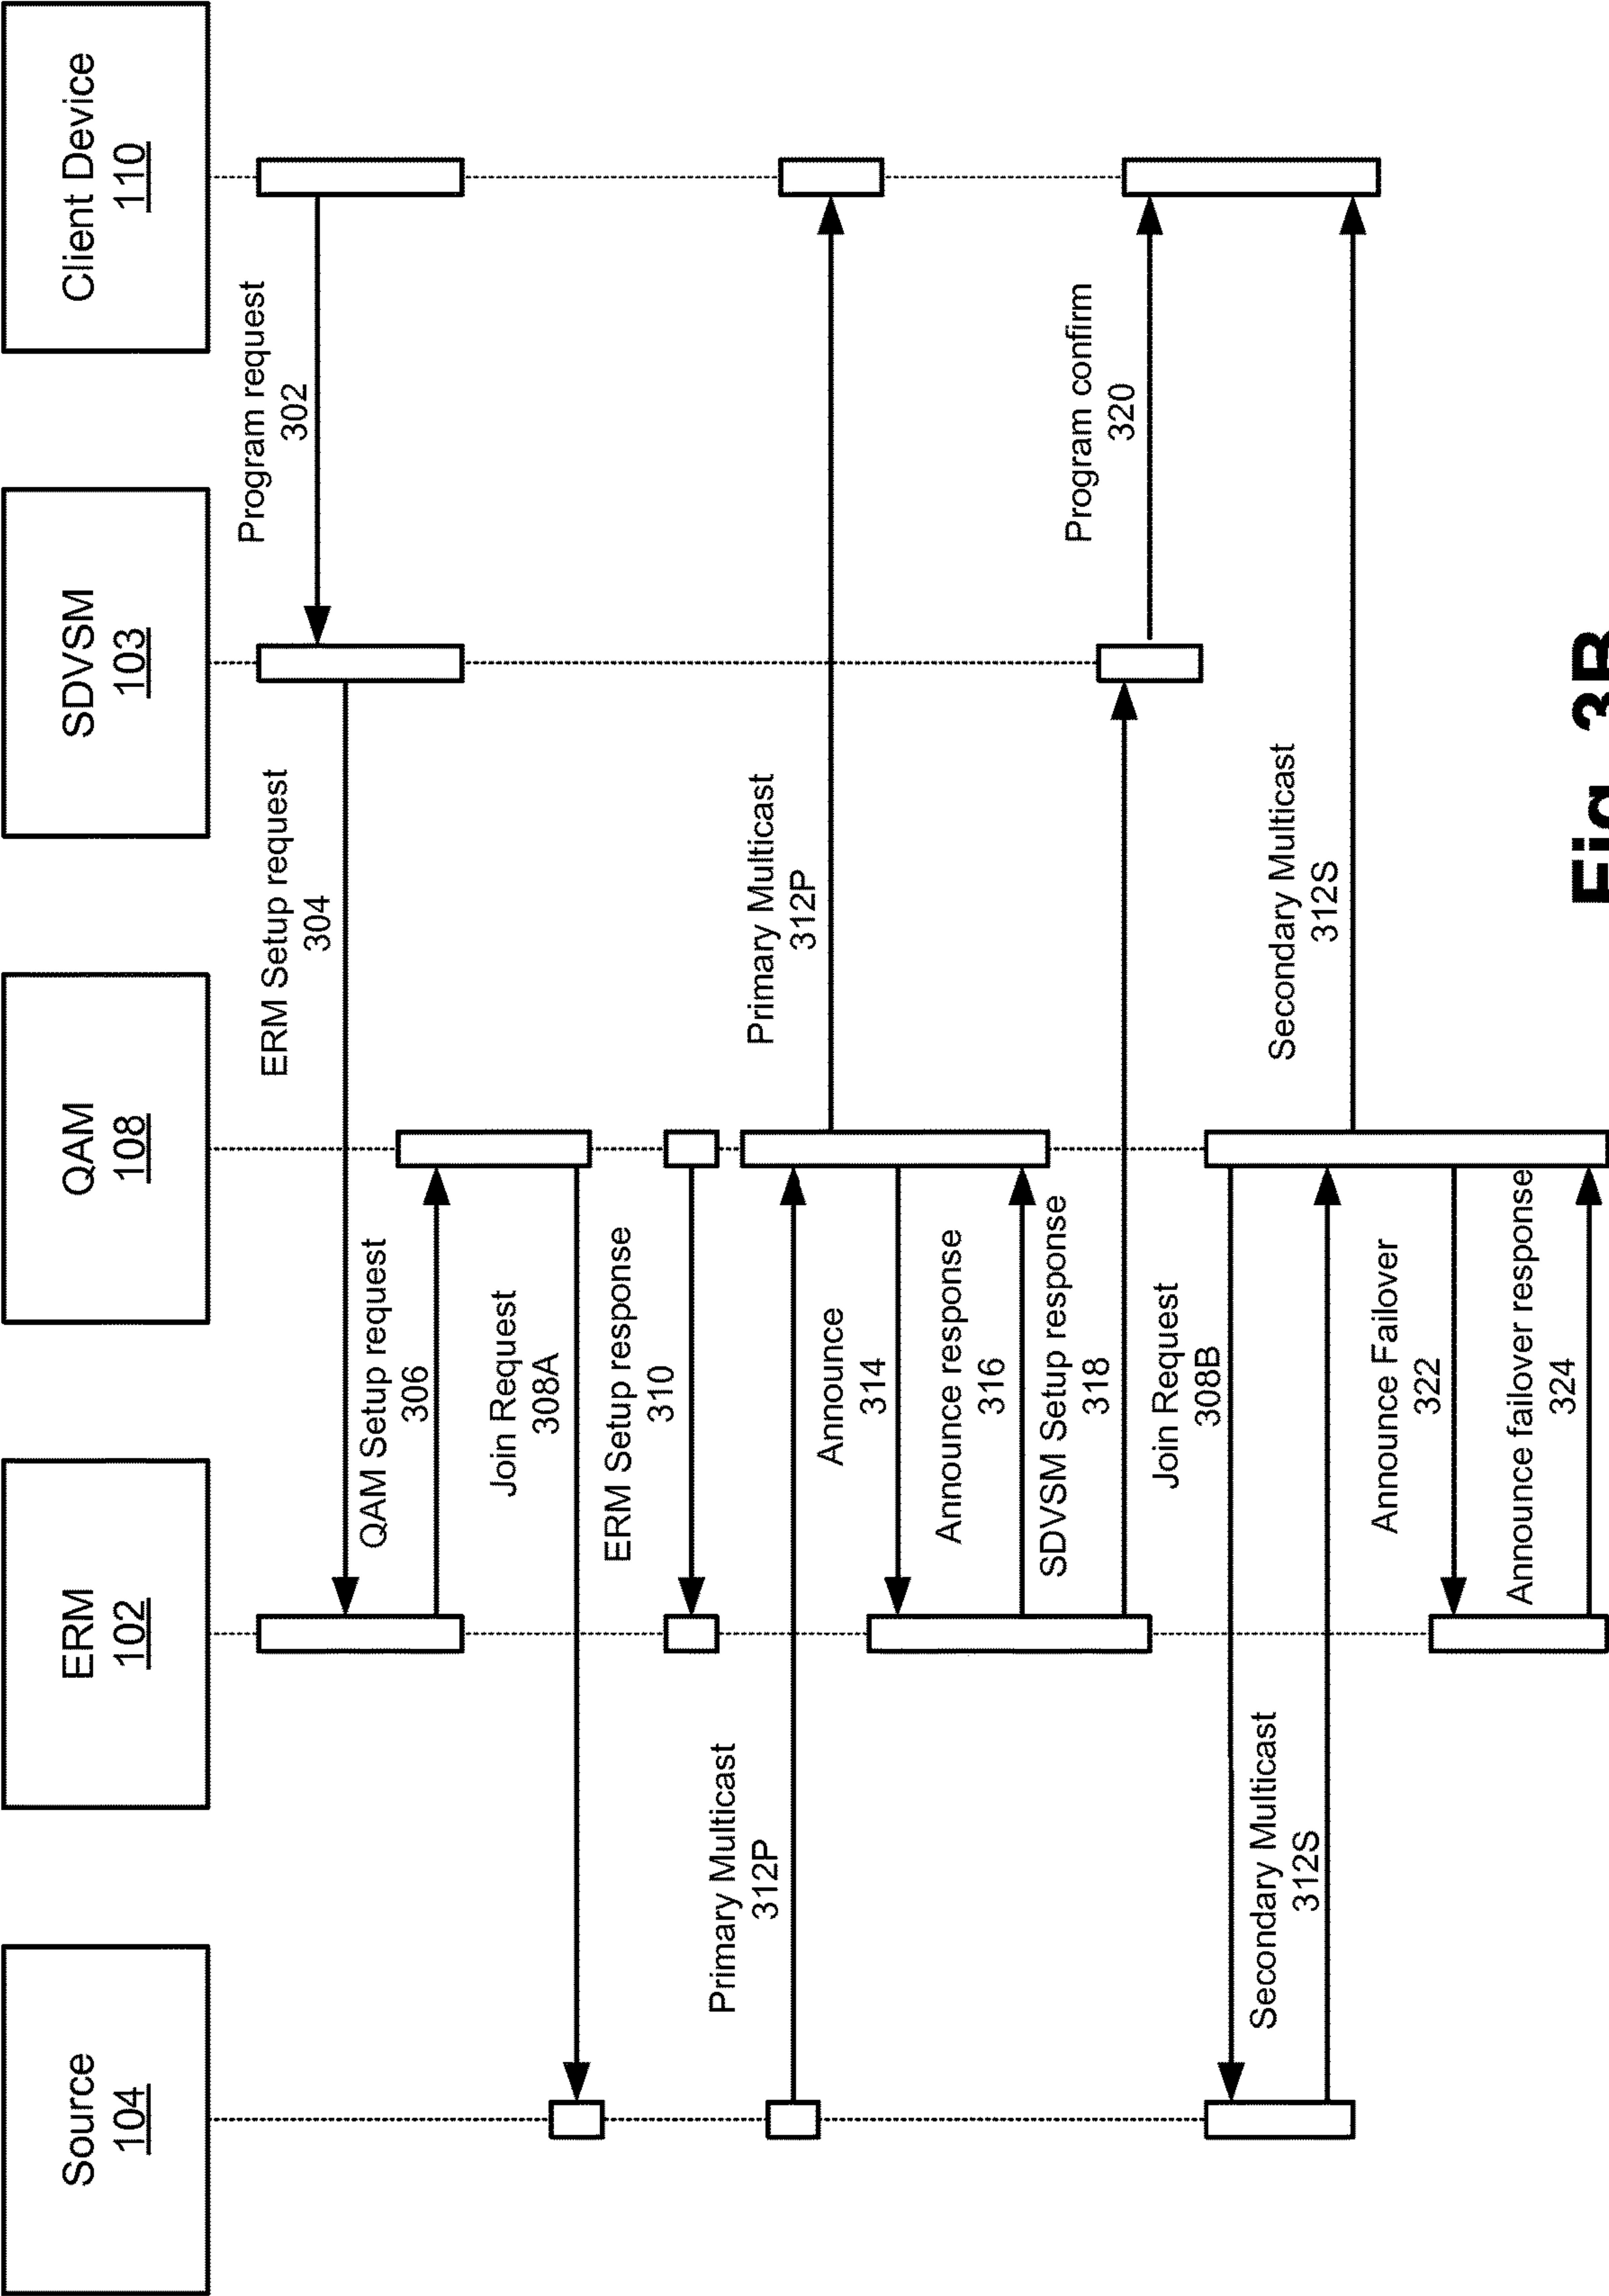 Source
104
ERM
102
QAM
108
SDVSM
103
Client Device
110
Program request
302
ERM Setup request
304
QAM Setup request
306
Join Request
308A
ERM Setup response
310
Primary Multicast
312P
Primary Multicast
312P
Announce
314
Announce response
316
SDVSM Setup response
318
Program confirm
320
Join Request
308B
Secondary Multicast
312S
Secondary Multicast
312S
Announce Failover
322
Announce failover response
324
Fig. 3B